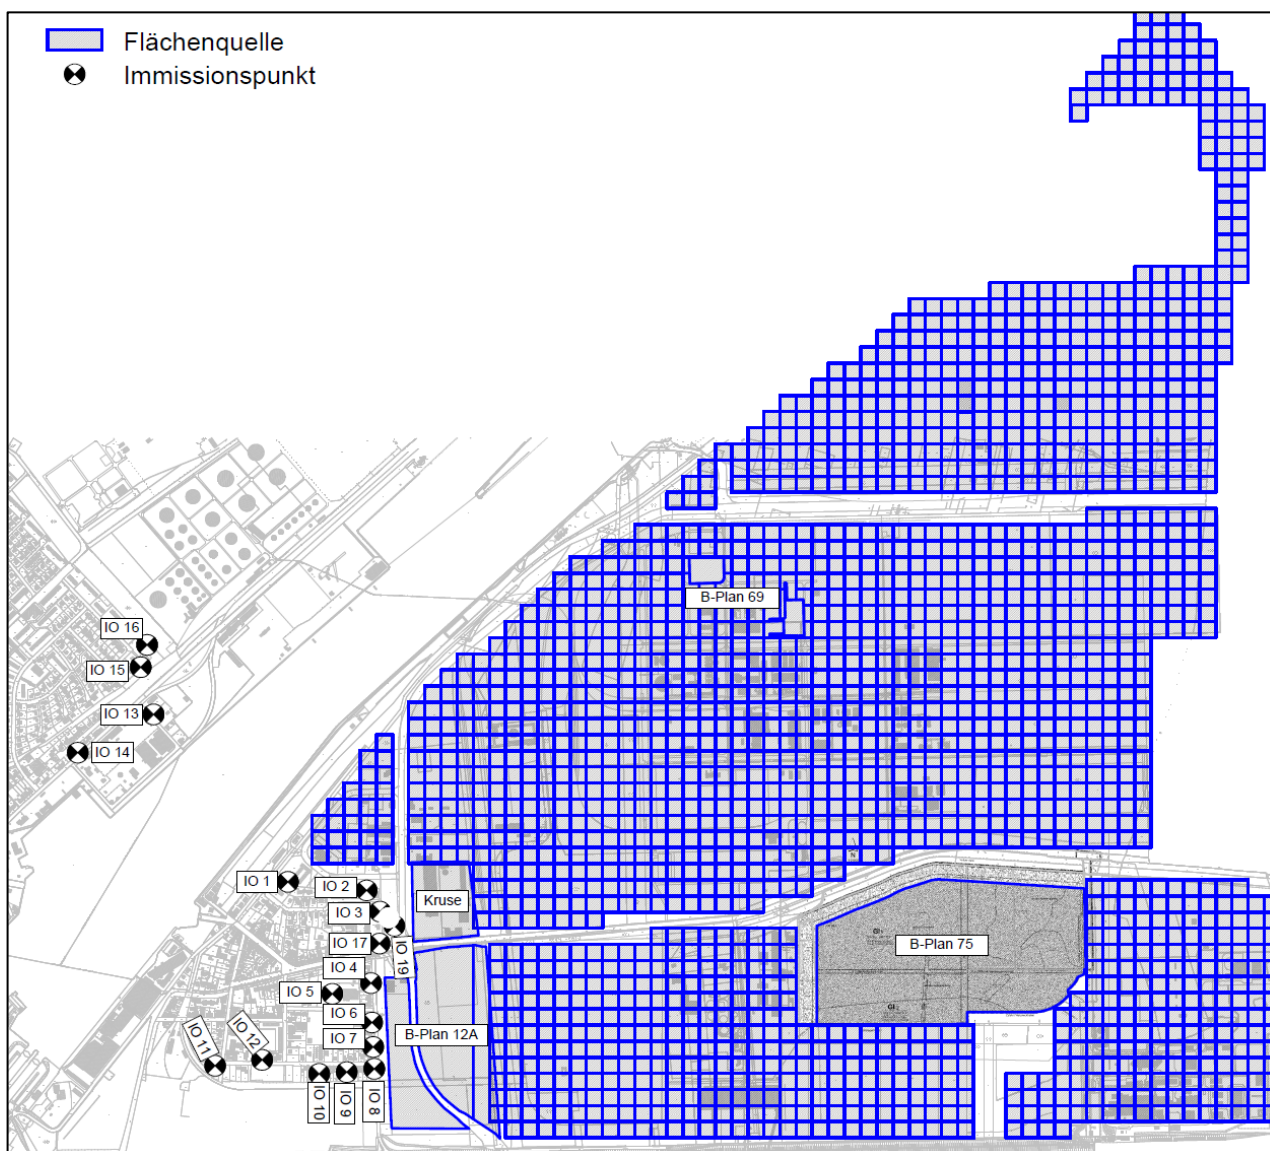 Flächenquelle
Immissionspunkt
B-Plan 69
IO 16
IO 15
IO 13
IO 14
IO 1
IO 2
Kruse
IO 3
IO 17
IO 19
B-Plan 75
IO 4
IO 5
IO 6
IO 7
B-Plan 12A
IO 11
IO 12
IO 10
IO 9
IO 8
GI